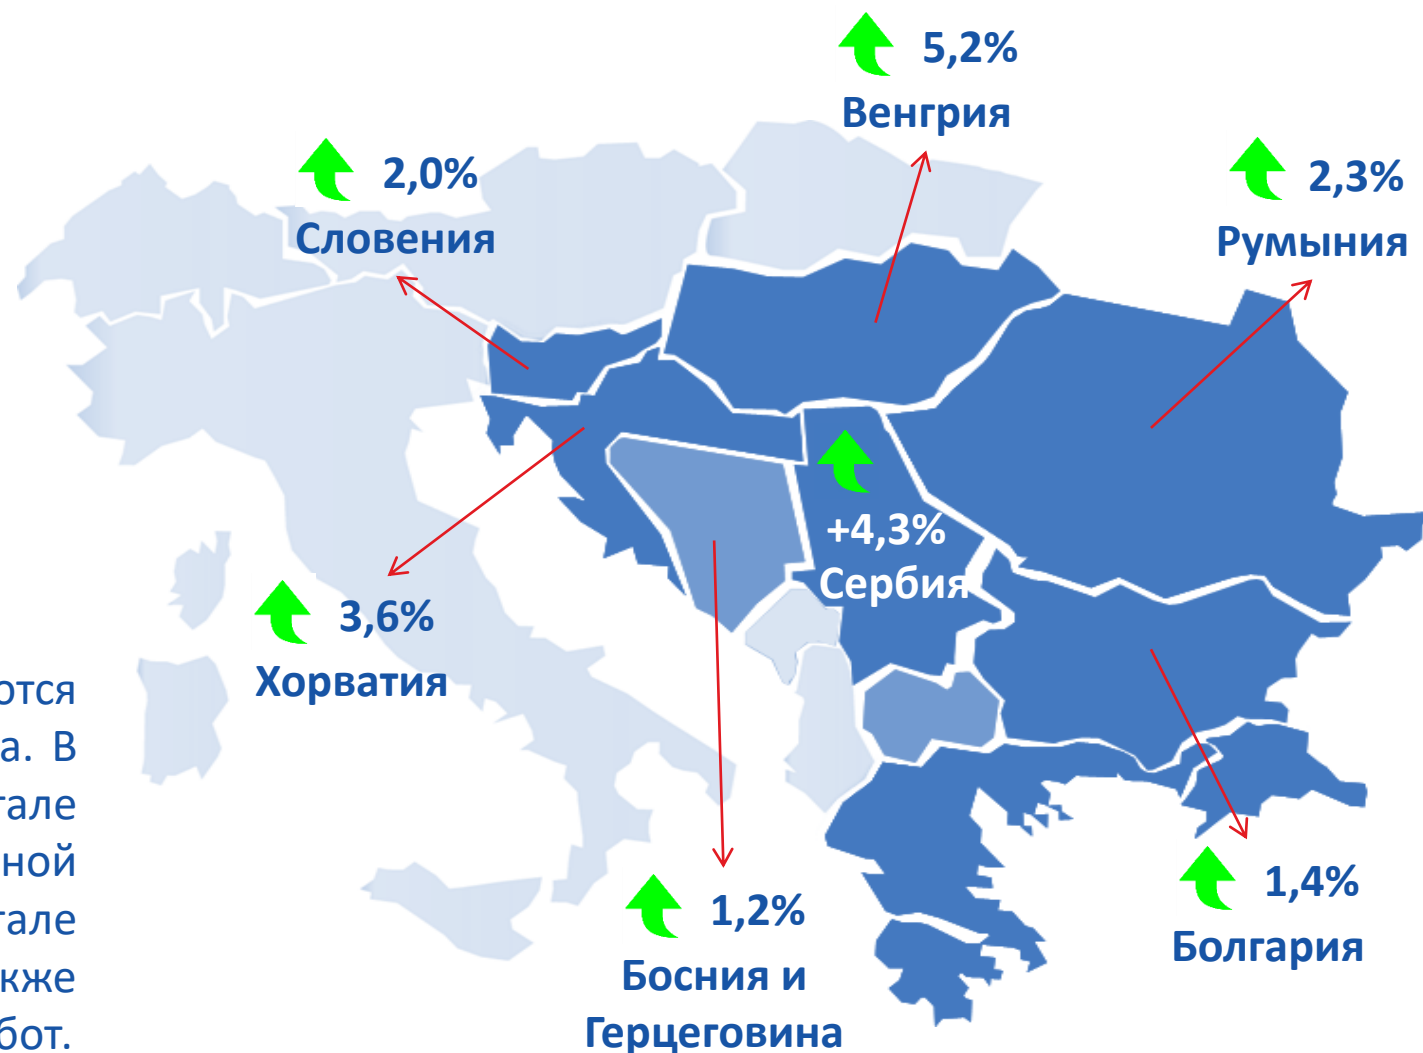 5,2%
Венгрия
2,0%
Словения
2,3%
Румыния
+4,3%
Сербия
3,6%
Хорватия
а. В
1,2%
Босния и
Герцеговина
1,4%
Болгария